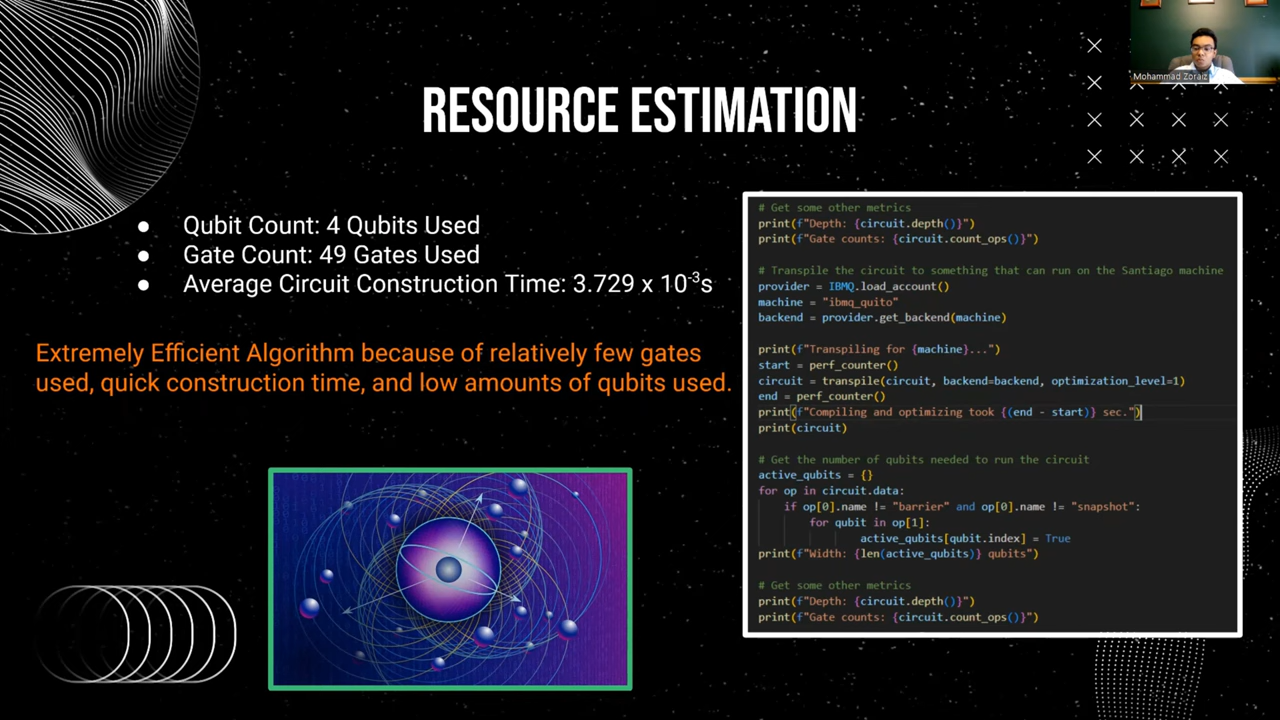 Mohammad Zoraiz
RESOURCE ESTIMATION
● Qubit Count: 4 Qubits Used
● Gate Count: 49 Gates Used
● Average Circuit Construction Time: 3.729 x 10⁻³s
Extremely Efficient Algorithm because of relatively few gates
used, quick construction time, and low amounts of qubits used.
# Get some other metrics
print(f"Depth: {circuit.depth()}")
print(f"Gate counts: {circuit.count_ops()}")
# Transpile the circuit to something that can run on the Santiago machine
provider = IBMQ.load_account()
machine = "ibmq_quito"
backend = provider.get_backend(machine)
print(f"Transpiling for {machine}...")
start = perf_counter()
circuit = transpile(circuit, backend=backend, optimization_level=1)
end = perf_counter()
print(f"Compiling and optimizing took {(end - start)} sec.")
print(circuit)
# Get the number of qubits needed to run the circuit
active_qubits = {}
for op in circuit.data:
if op[0].name != "barrier" and op[0].name != "snapshot":
for qubit in op[1]:
active_qubits[qubit.index] = True
print(f"Width: {len(active_qubits)} qubits")
# Get some other metrics
print(f"Depth: {circuit.depth()}")
print(f"Gate counts: {circuit.count_ops()}")